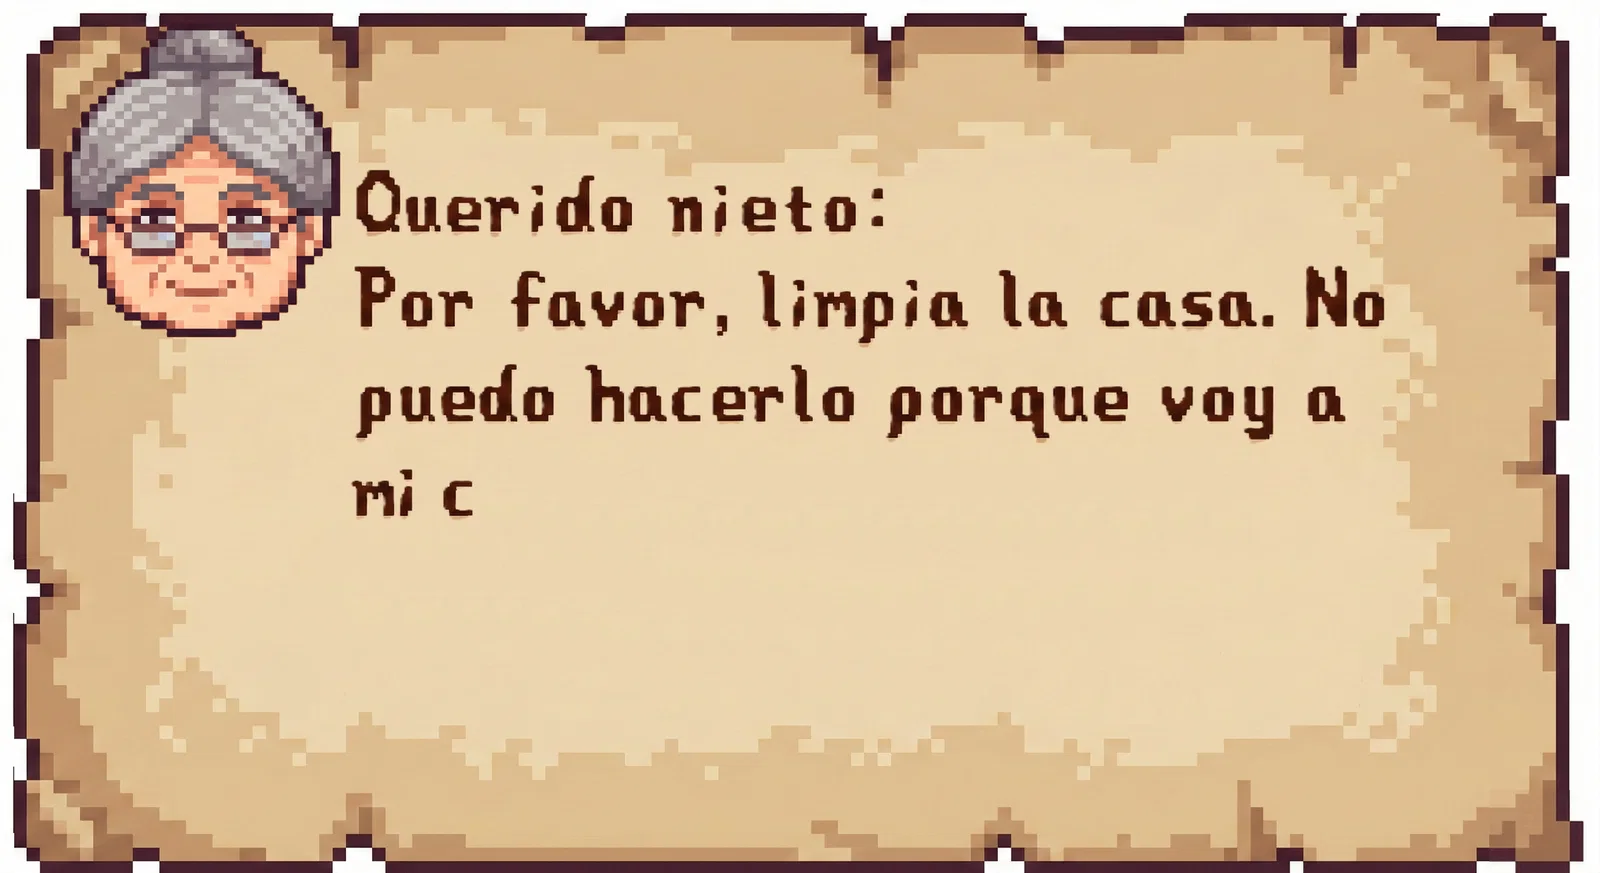 Querido nieto:
Por favor, limpia la casa. No
puedo hacerlo porque voy a
mi c